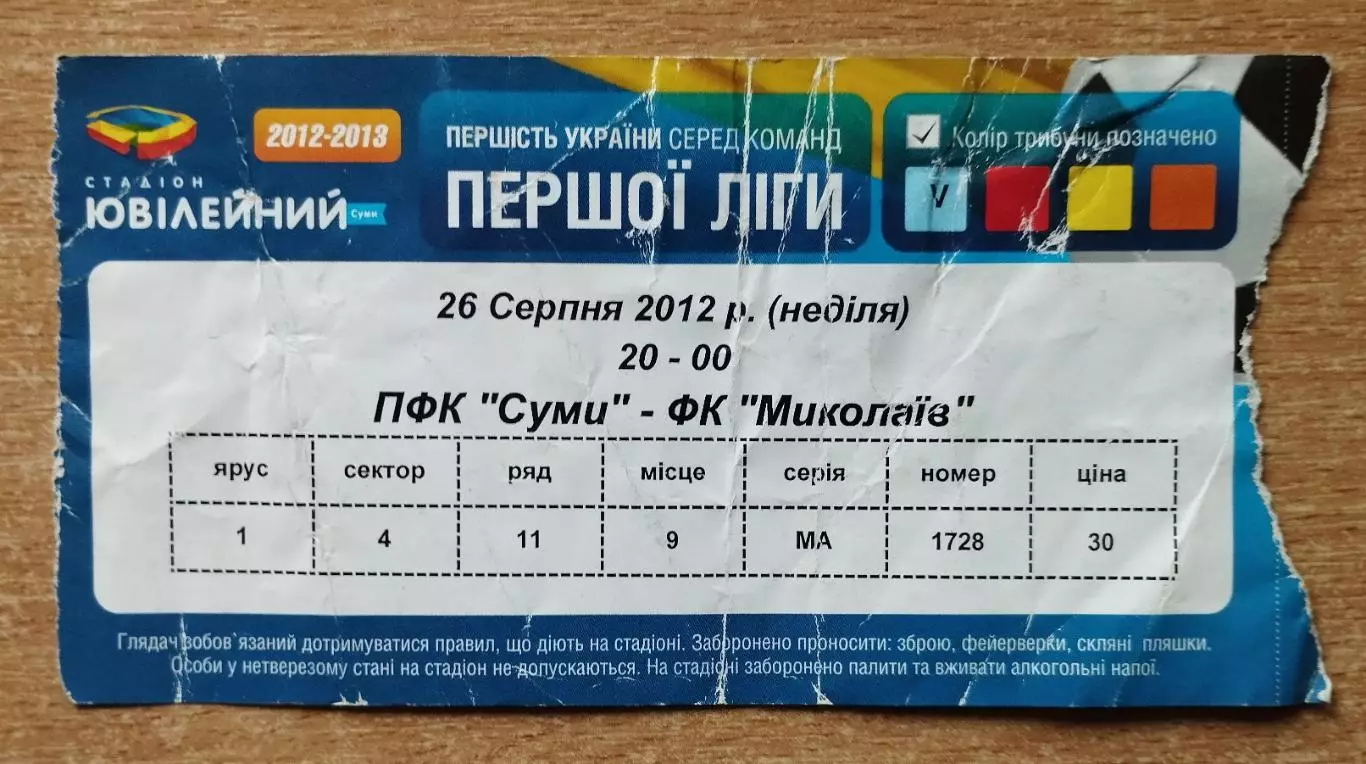 СТАДІОН
ЮВІЛЕЙНИЙ Суми
2012-2013
ПЕРШІСТЬ УКРАЇНИ СЕРЕД КОМАНД
ПЕРШОЇ ЛІГИ
Колір трибуни позначено
V
26 Серпня 2012 р. (неділя)
20 - 00
ПФК "Суми" - ФК "Миколаїв"
ярус сектор ряд місце серія номер ціна
1 4 11 9 МА 1728 30
Глядач зобов`язаний дотримуватися правил, що діють на стадіоні. Заборонено проносити: зброю, фейерверки, скляні пляшки.
Особи у нетверезому стані на стадіон не допускаються. На стадіоні заборонено палити та вживати алкогольні напої.